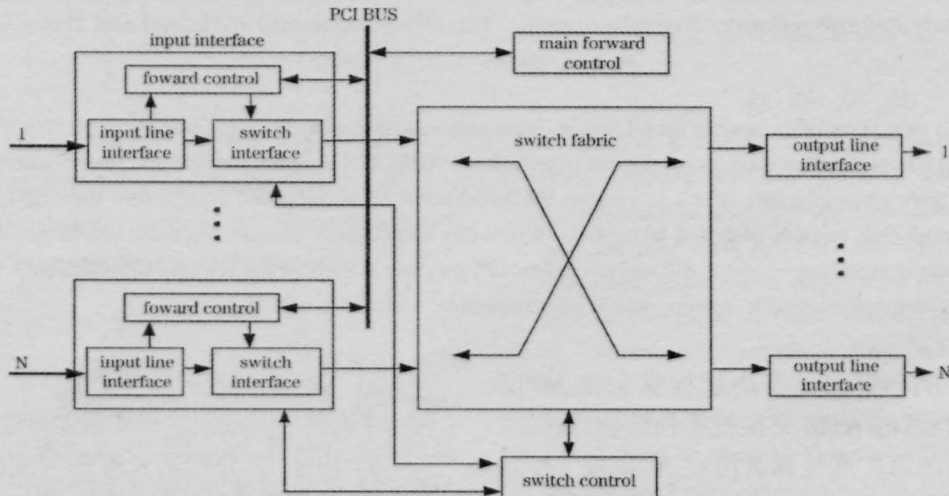 PCI BUS
input interface
foward control
1
input line
interface
switch
interface
main forward
control
switch fabric
output line
interface
1
foward control
N
input line
interface
switch
interface
output line
interface
N
switch control